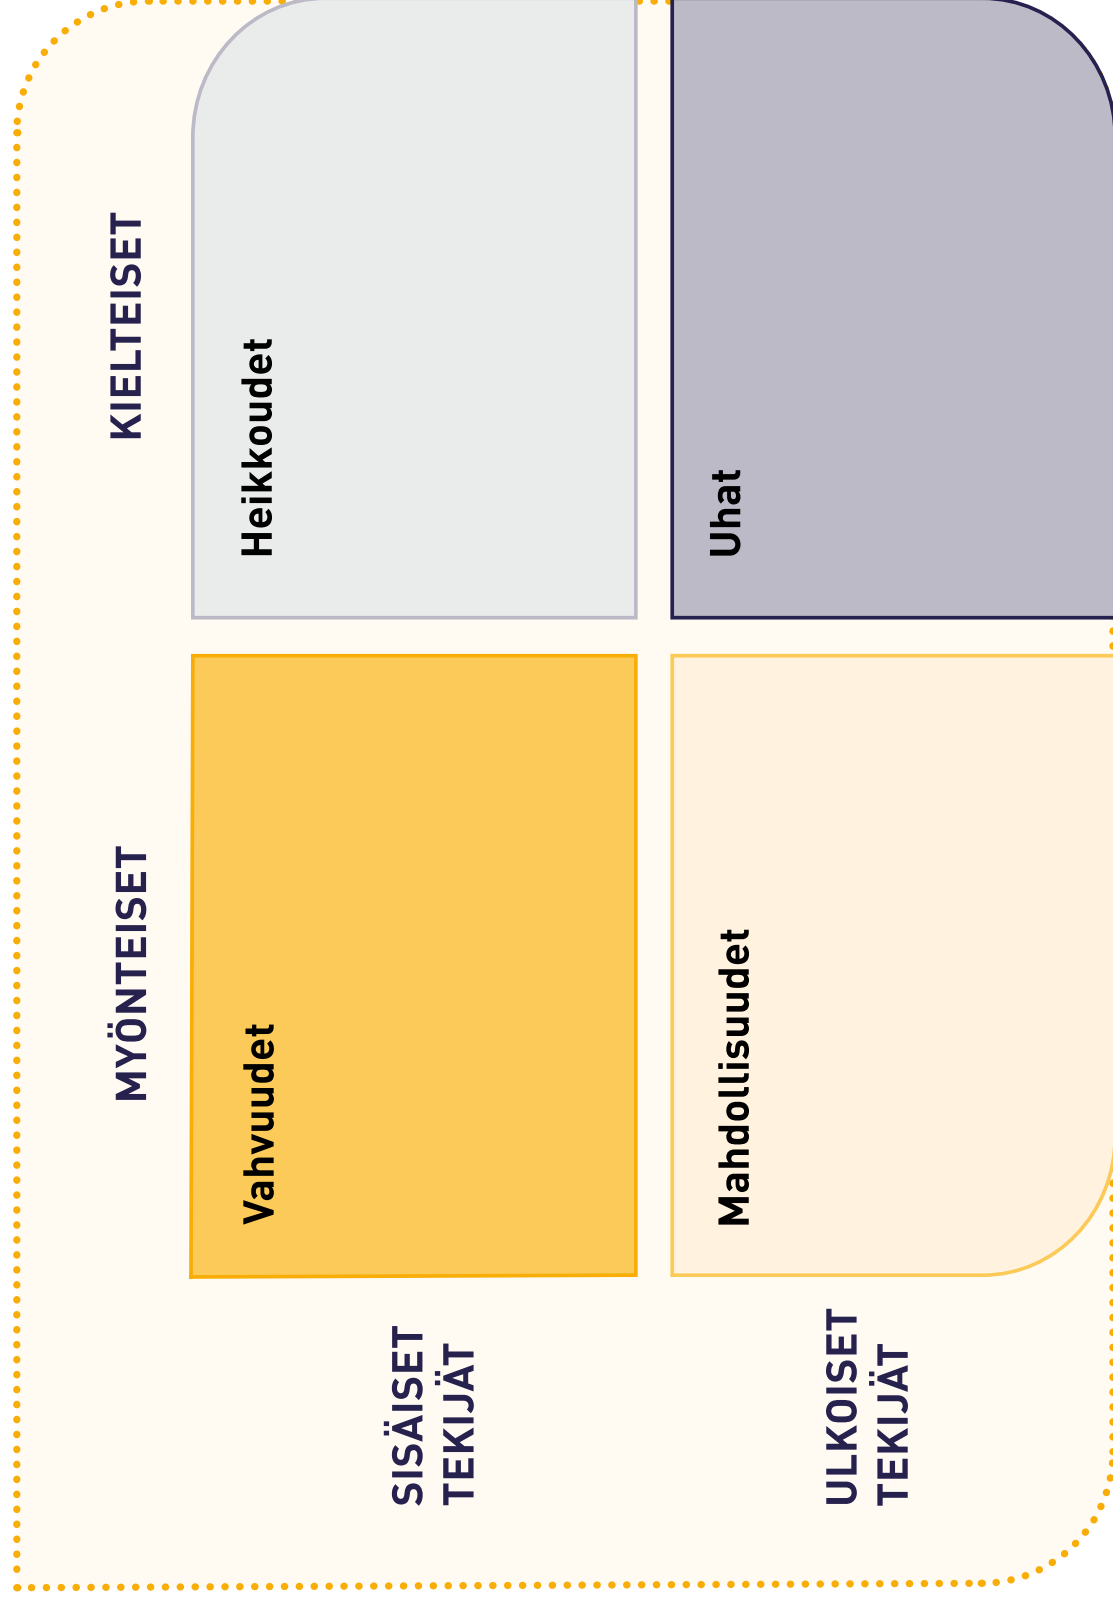 MYÖNTEISET
KIELTEISET
SISÄISET
TEKIJÄT
Vahvuudet
Heikkoudet
ULKOISET
TEKIJÄT
Mahdollisuudet
Uhat